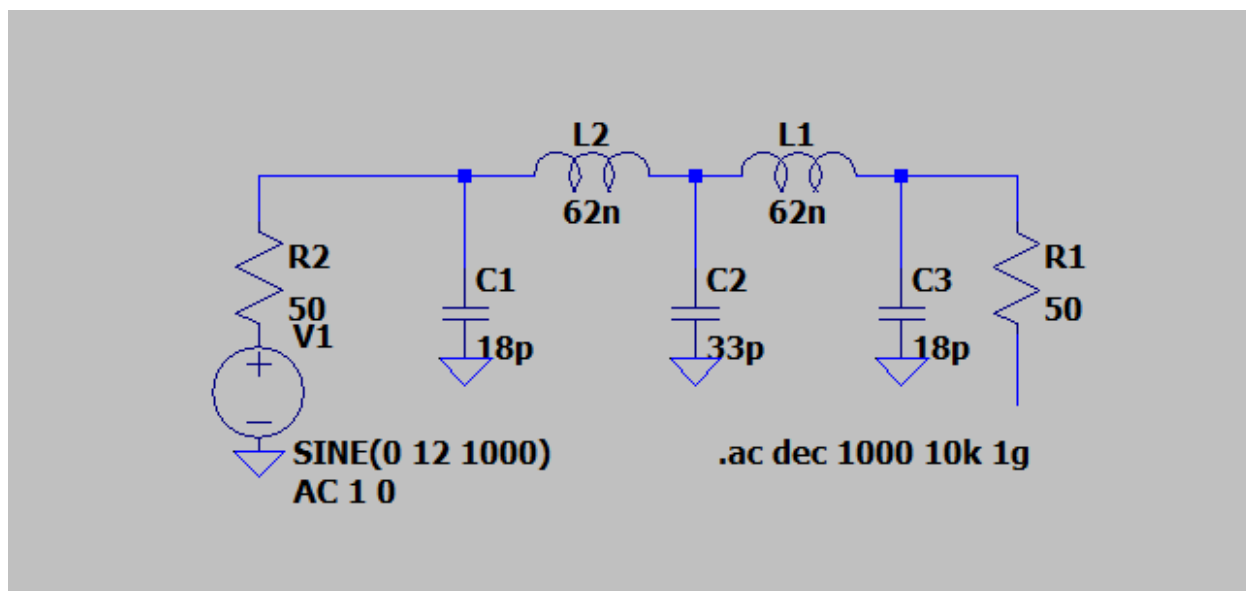 L2
L1
62n
62n
R2
50
C1
18p
C2
33p
C3
18p
R1
50
V1
SINE(0 12 1000)
AC 1 0
.ac dec 1000 10k 1g